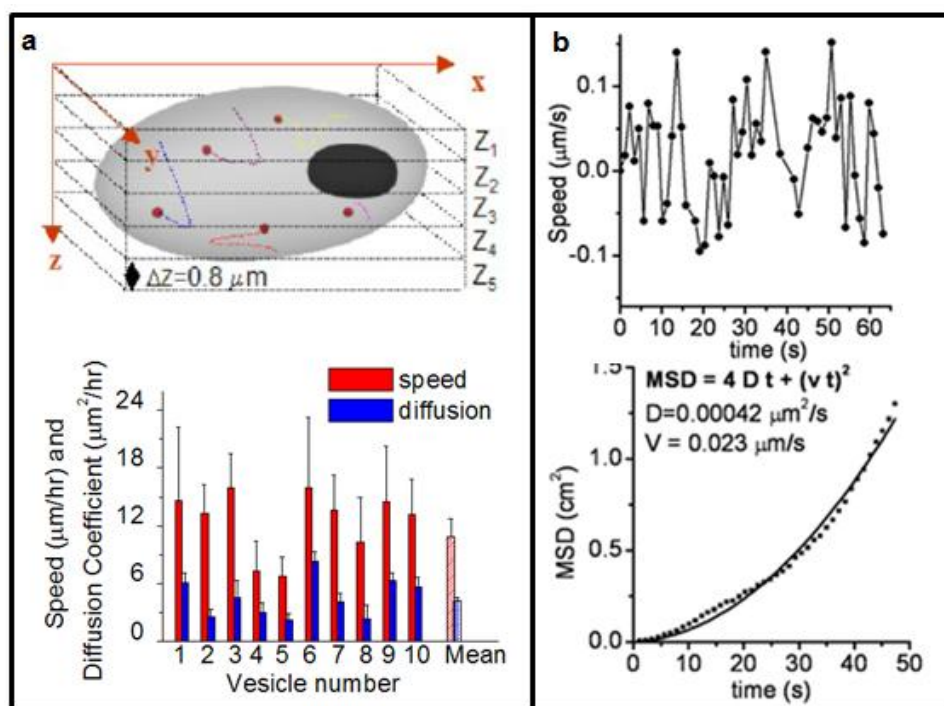 a
x
y
z
Z₁
Z₂
Z₃
Z₄
Z₅
ΔZ=0.8 μm
Speed (μm/hr) and
Diffusion Coefficient (μm²/hr)
24
18
12
6
0
speed
diffusion
1 2 3 4 5 6 7 8 9 10 Mean
Vesicle number
b
Speed (μm/s)
0.1
0.0
-0.1
0 10 20 30 40 50 60
time (s)
MSD (cm²)
1.5
1.0
0.5
0.0
MSD = 4 D t + (v t)²
D=0.00042 μm²/s
V = 0.023 μm/s
0 10 20 30 40 50
time (s)